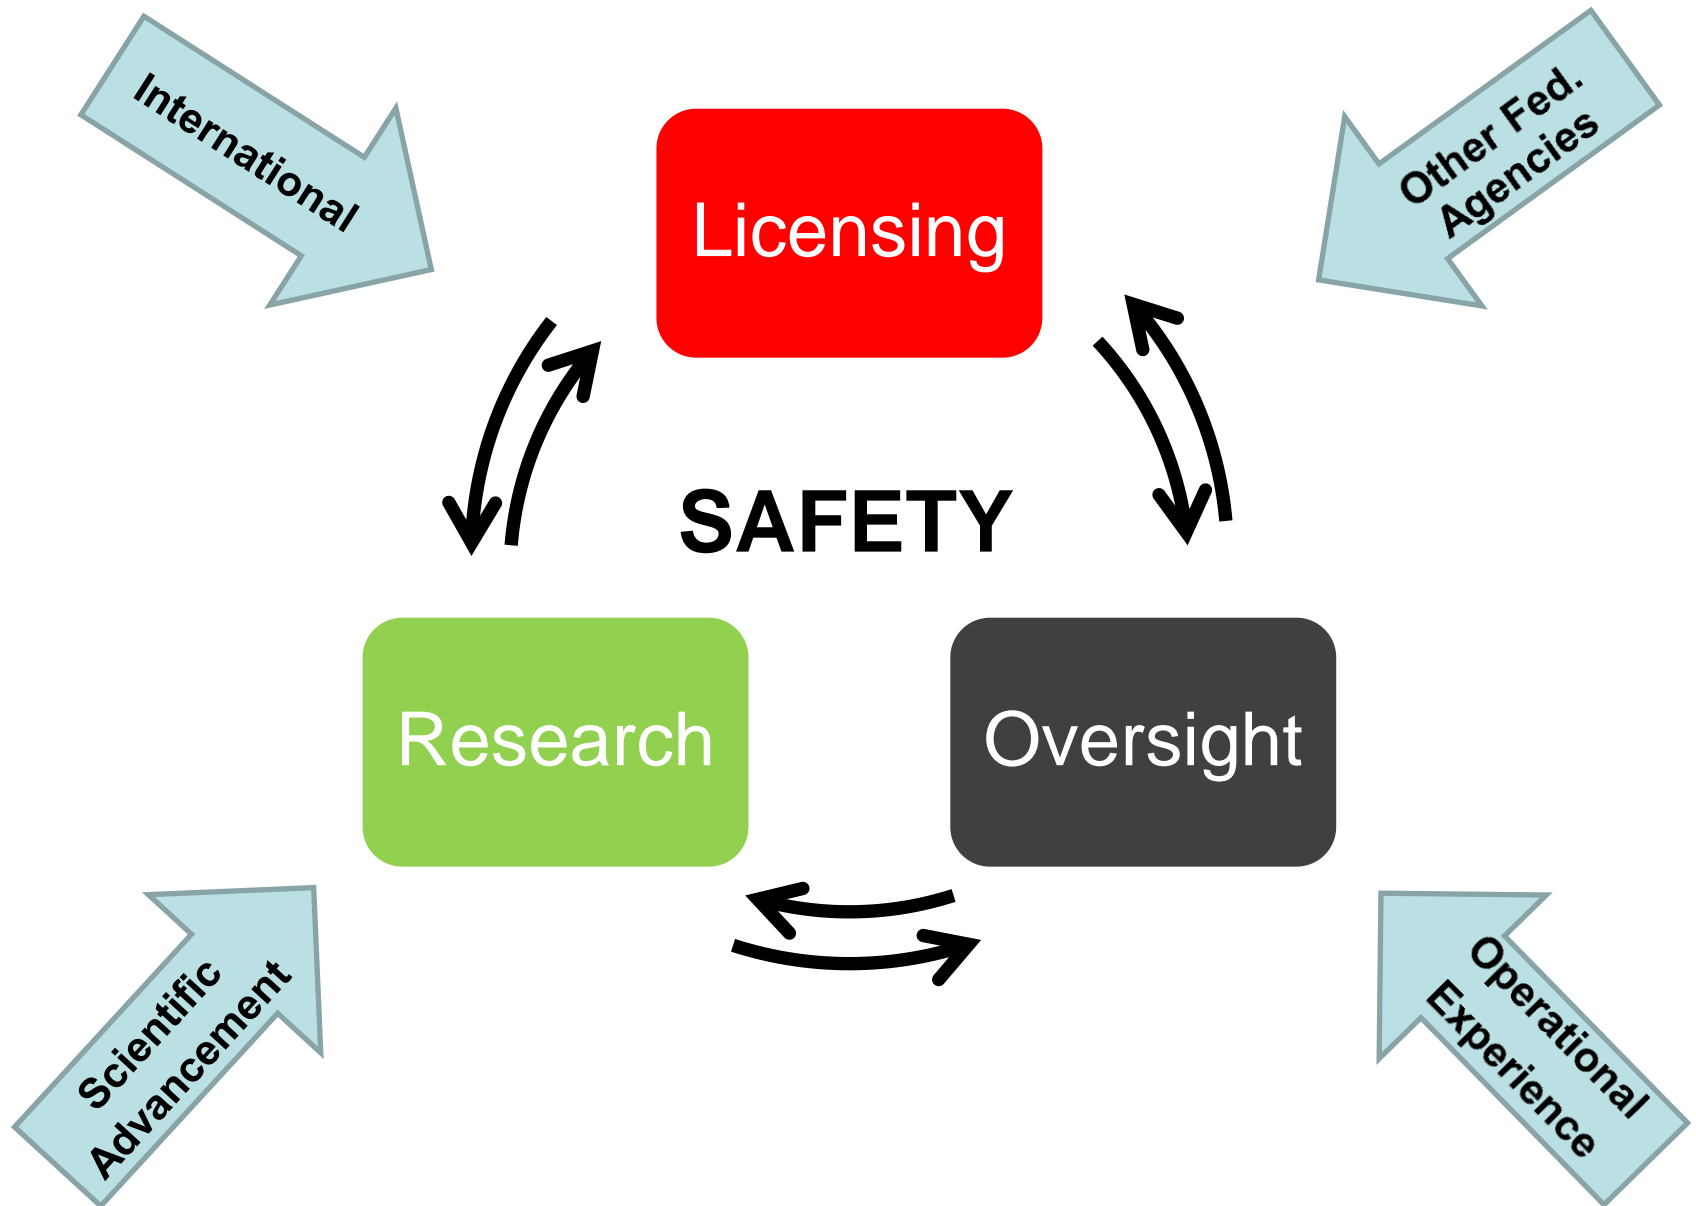 International
Other Fed.
Agencies
Licensing
SAFETY
Research
Oversight
Scientific
Advancement
Operational
Experience